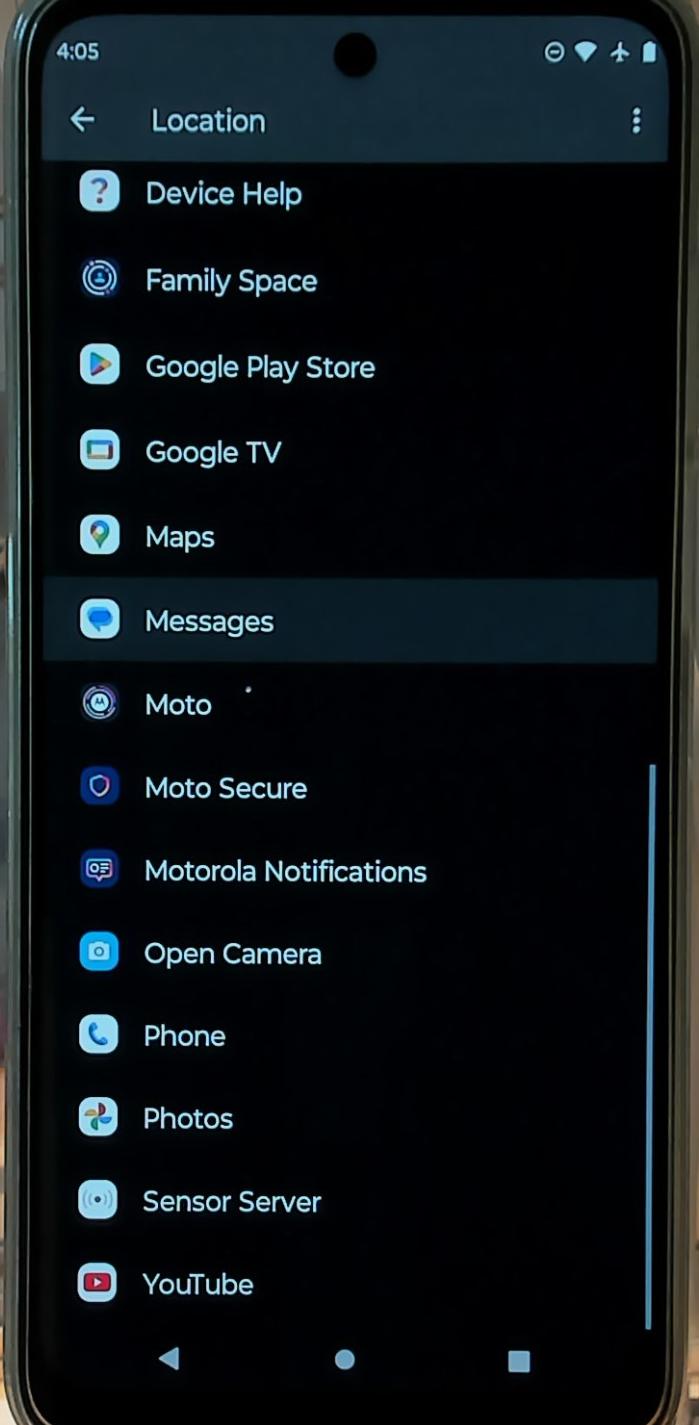 4:05
Location
Device Help
Family Space
Google Play Store
Google TV
Maps
Messages
Moto
Moto Secure
Motorola Notifications
Open Camera
Phone
Photos
Sensor Server
YouTube